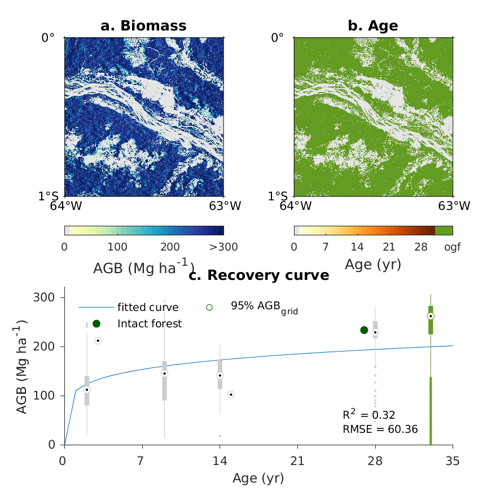 a. Biomass
b. Age
0°
0°
1°S
1°S
64°W
63°W
64°W
63°W
0
100
200
>300
0
7
14
21
28
ogf
AGB (Mg ha⁻¹)
Age (yr)
c. Recovery curve
300
200
100
0
AGB (Mg ha⁻¹)
fitted curve
95% AGB_grid
Intact forest
R² = 0.32
RMSE = 60.36
0
7
14
21
28
35
Age (yr)